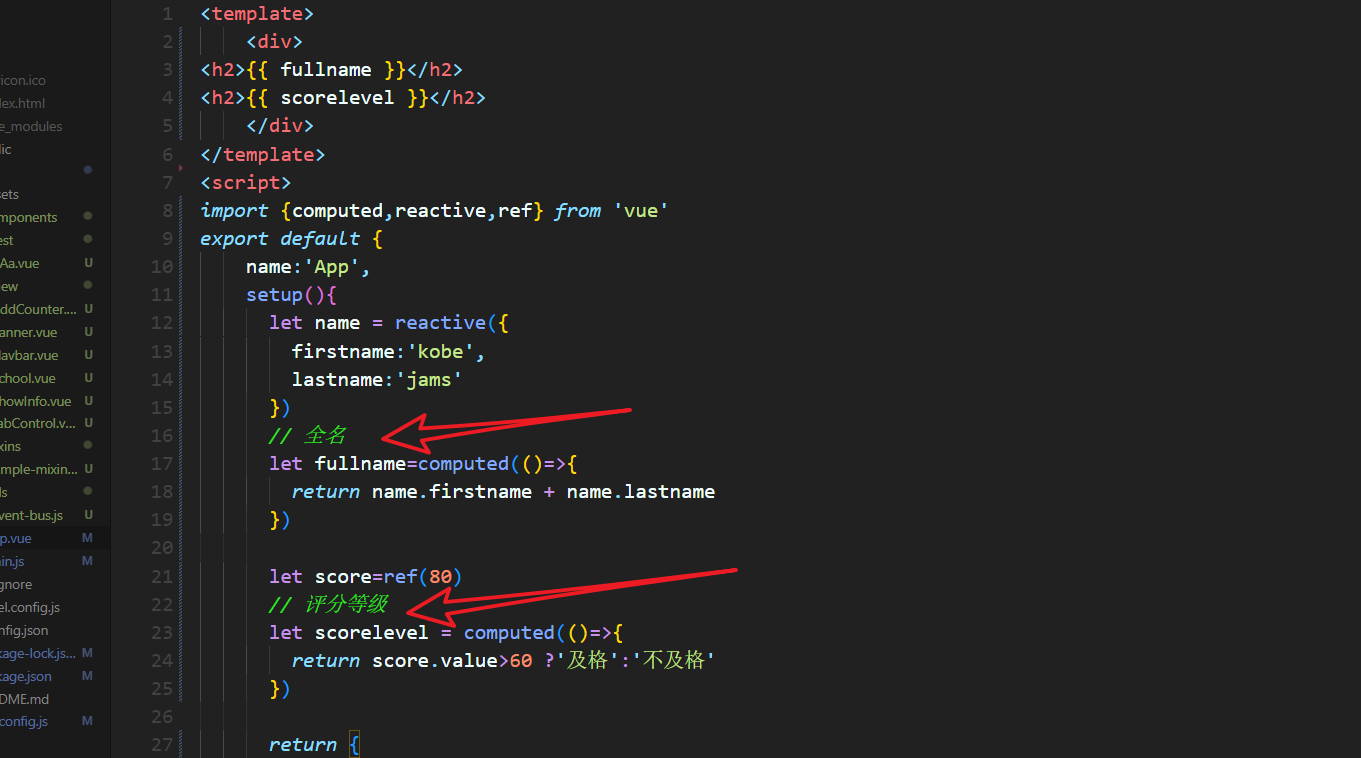 icon.ico
ex.html
e_modules
lic
sets
mponents
est
Aa.vue
ew
ddCounter....
anner.vue
lavbar.vue
chool.vue
howInfo.vue
abControl.v...
xins
mple-mixin...
ls
vent-bus.js
p.vue
in.js
gnore
el.config.js
nfig.json
kage-lock.js...
kage.json
DME.md
config.js
U
U
U
U
U
U
U
U
U
M
M
M
M
M
1 <template>
2 <div>
3 <h2>{{ fullname }}</h2>
4 <h2>{{ scorelevel }}</h2>
5 </div>
6 </template>
7 <script>
8 import {computed,reactive,ref} from 'vue'
9 export default {
10 name:'App',
11 setup(){
12 let name = reactive({
13 firstname:'kobe',
14 lastname:'jams'
15 })
16 // 全名
17 let fullname=computed(()=>{
18 return name.firstname + name.lastname
19 })
20
21 let score=ref(80)
22 // 评分等级
23 let scorelevel = computed(()=>{
24 return score.value>60 ?'及格':'不及格'
25 })
26
27 return {